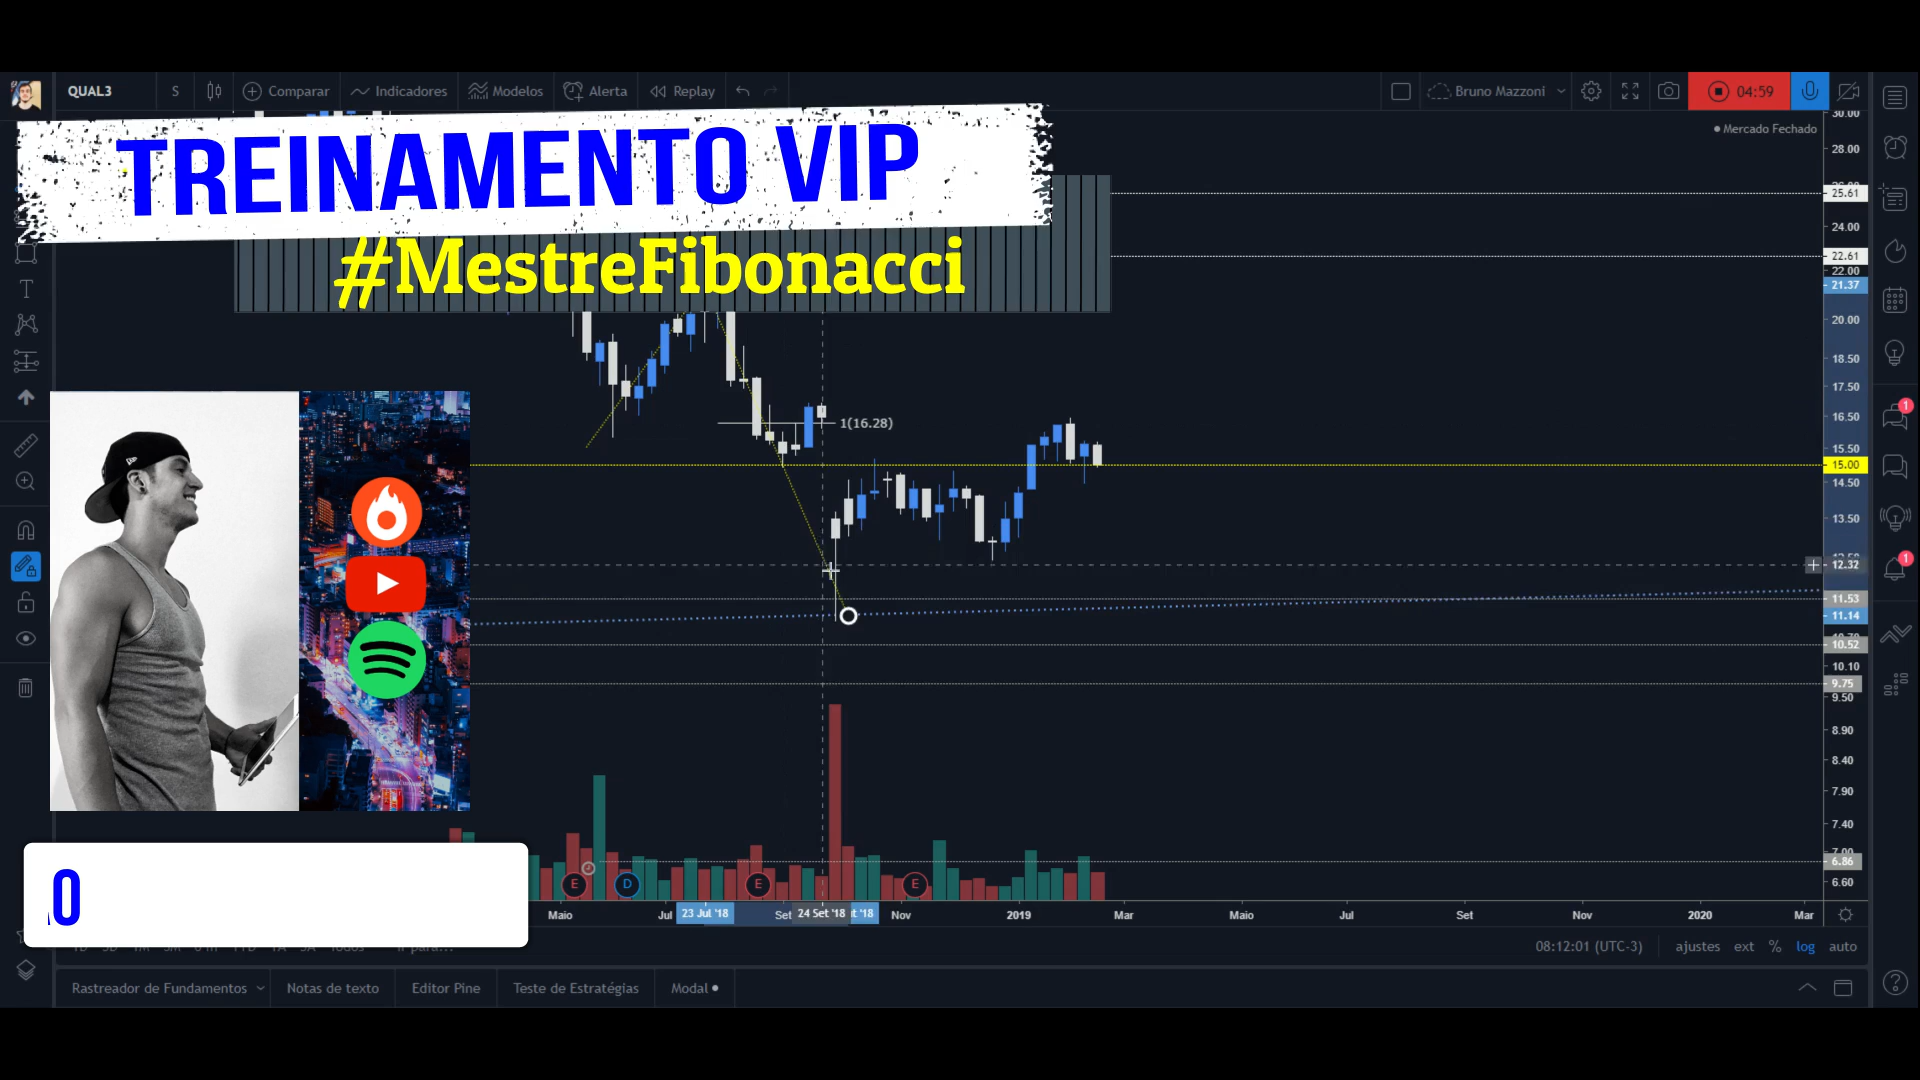 QUAL3
S
Comparar
Indicadores
Modelos
Alerta
Replay
Bruno Mazzoni
04:59
Mercado Fechado
TREINAMENTO VIP
#MestreFibonacci
1(16.28)
30.00
28.00
25.61
24.00
22.61
22.00
21.37
20.00
18.50
17.50
16.50
15.50
15.00
14.50
13.50
12.32
11.53
11.14
10.52
10.10
9.75
9.50
8.90
8.40
7.90
7.40
7.00
6.86
6.60
1
1
T
E
D
E
E
O
Maio
Jul
23 Jul '18
Set
24 Set '18
Nov
2019
Mar
Maio
Jul
Set
Nov
2020
Mar
08:12:01 (UTC-3)
ajustes
ext
%
log
auto
Rastreador de Fundamentos
Notas de texto
Editor Pine
Teste de Estratégias
Modal